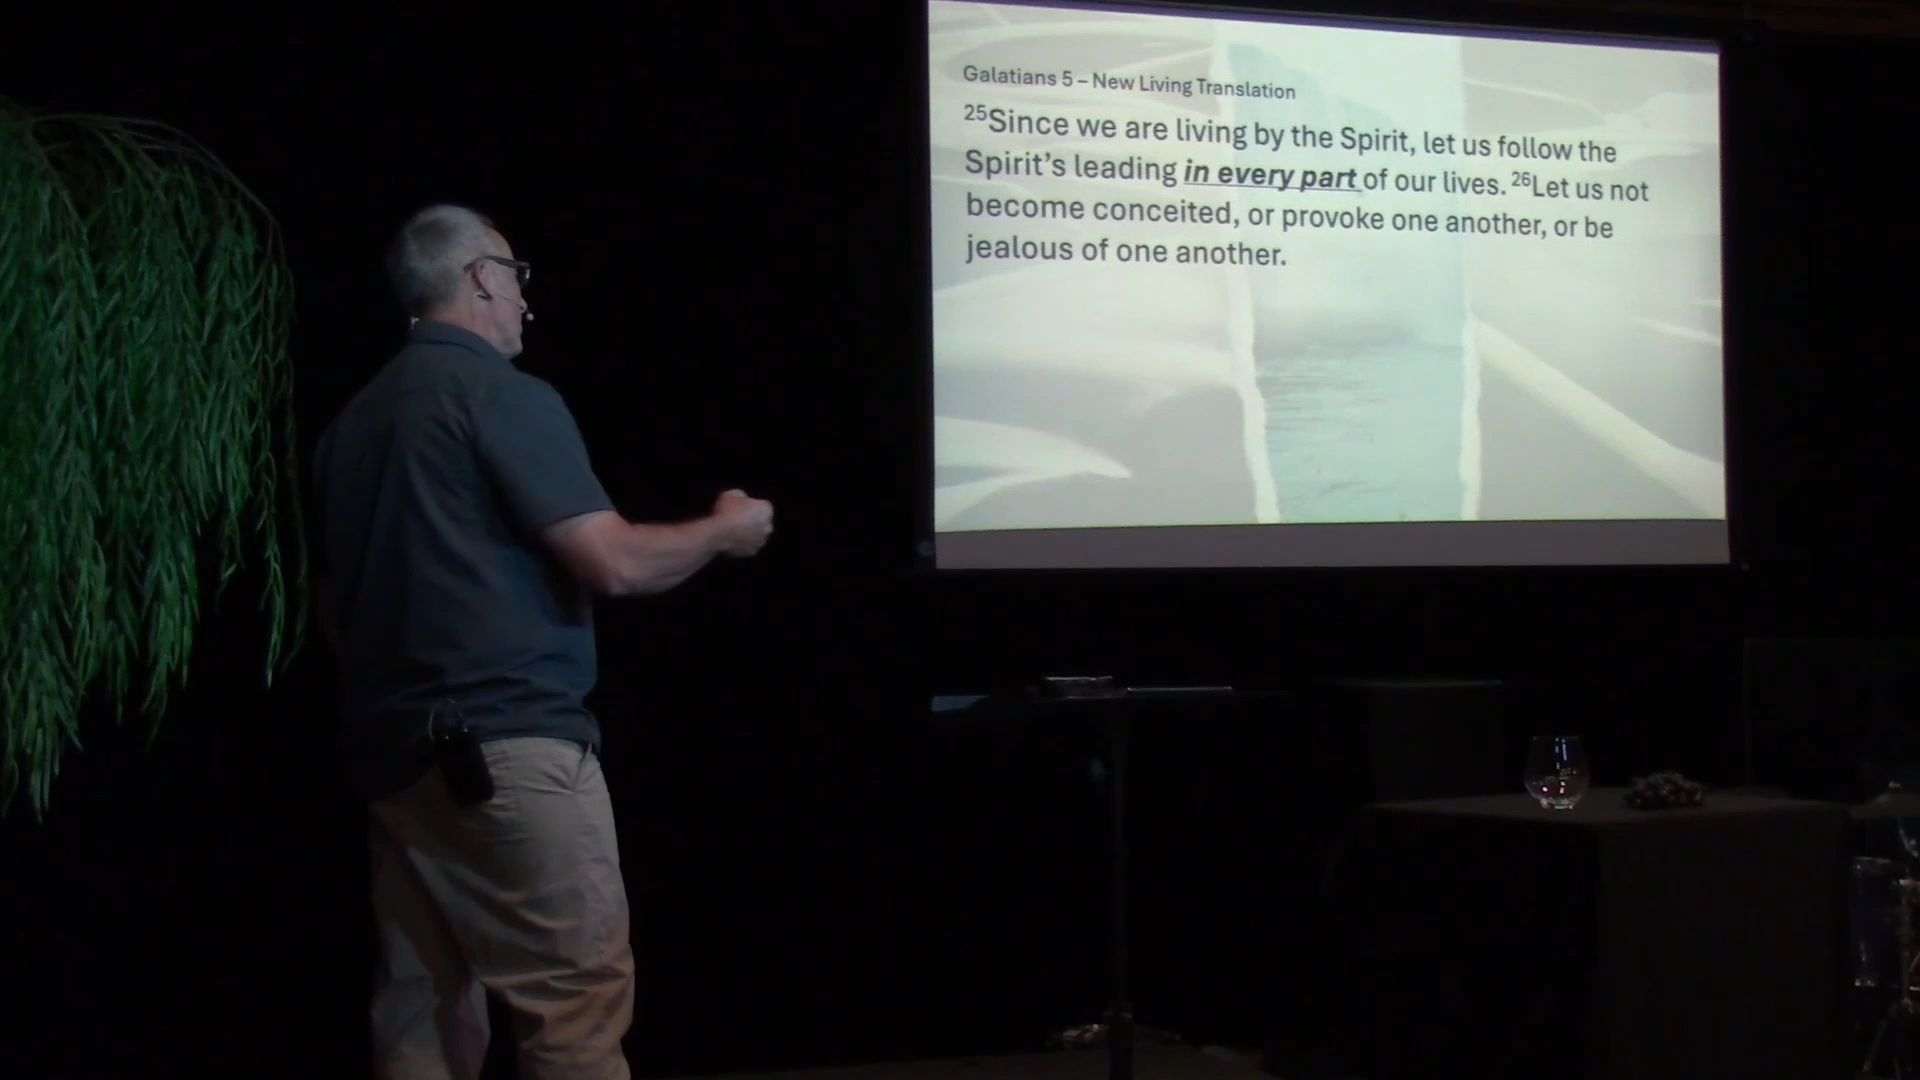 Galatians 5 – New Living Translation
²⁵Since we are living by the Spirit, let us follow the
Spirit’s leading in every part of our lives. ²⁶Let us not
become conceited, or provoke one another, or be
jealous of one another.